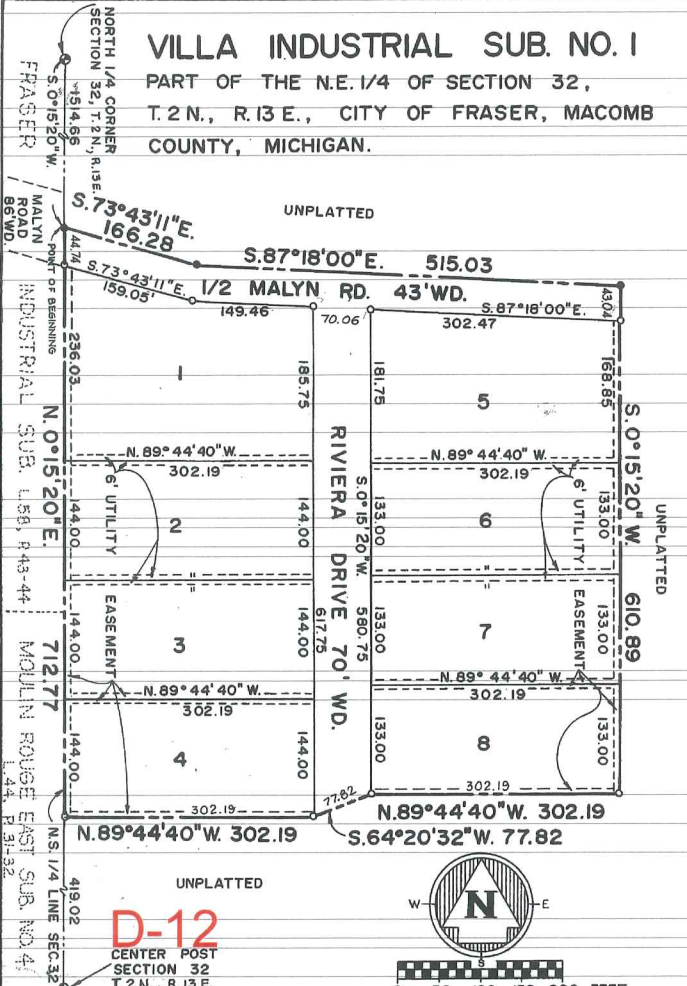 VILLA INDUSTRIAL SUB. NO. 1
PART OF THE N.E. 1/4 OF SECTION 32,
T. 2 N., R. 13 E., CITY OF FRASER, MACOMB
COUNTY, MICHIGAN.
NORTH 1/4 CORNER
SECTION 32, T. 2 N., R. 13 E.
1514.66
S. 0°15'20" W.
FRASER
INDUSTRIAL SUB. L.58, P.43-44
MALYN
ROAD
86' WD.
POINT OF BEGINNING
44.74
UNPLATTED
S. 73°43'11" E.
166.28
S. 87°18'00" E. 515.03
S. 73°43'11" E.
159.05'
1/2 MALYN RD. 43' WD.
149.46
70.06
S. 87°18'00" E.
302.47
43.04
236.03
1
185.75
181.75
5
168.85
N. 0°15'20" E. 712.77
N. 89°44'40" W.
302.19
N. 89°44'40" W.
302.19
S. 0°15'20" W. 610.89
UNPLATTED
144.00
6' UTILITY
2
144.00
RIVIERA DRIVE 70' WD.
S. 0°15'20" W. 580.75
617.75
133.00
6
6' UTILITY
133.00
"
"
"
"
144.00
EASEMENT
3
144.00
133.00
7
EASEMENT
133.00
N. 89°44'40" W.
302.19
N. 89°44'40" W.
302.19
144.00
4
144.00
133.00
8
133.00
302.19
77.82
302.19
N. 89°44'40" W. 302.19
N. 89°44'40" W. 302.19
S. 64°20'32" W. 77.82
MOULIN ROUGE EAST SUB. NO. 4
L.44, P.31-32
N.S. 1/4 LINE SEC. 32
419.02
UNPLATTED
D-12
CENTER POST
SECTION 32
T. 2 N., R. 13 E.
W
N
E
S